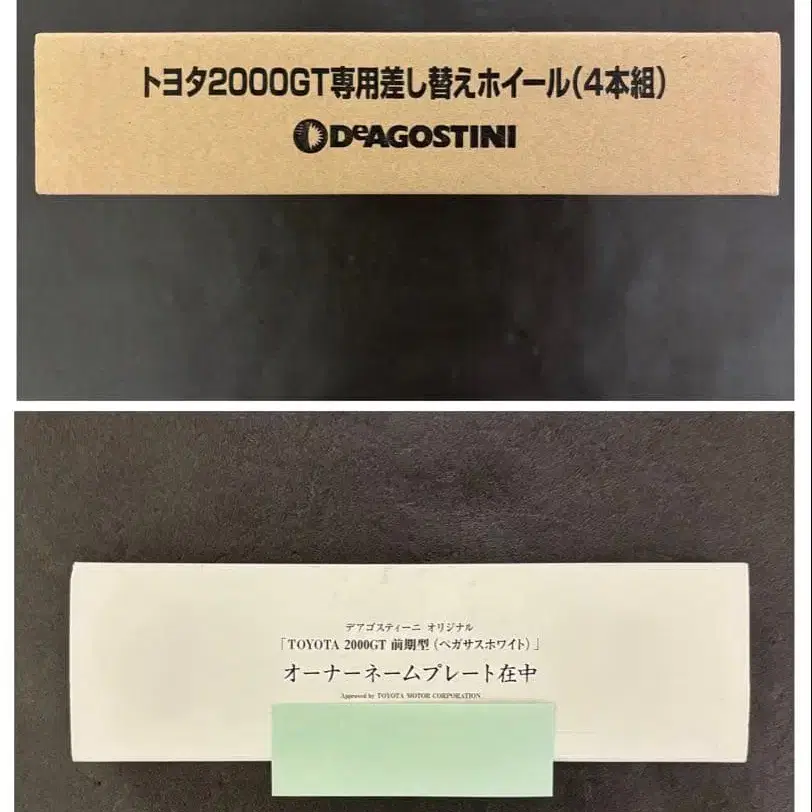 トヨタ2000GT専用差し替えホイール(4本組)
DeAGOSTINI
デアゴスティーニ オリジナル
「TOYOTA 2000GT 前期型(ペガサスホワイト)」
オーナーネームプレート在中
Approved by TOYOTA MOTOR CORPORATION